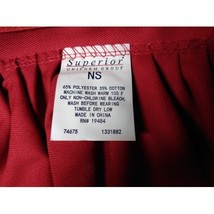 Superior
UNIFORM GROUP
NS
65% POLYESTER 35% COTTON
MACHINE WASH WARM 105 F
ONLY NON-CHLORINE BLEACH,
WASH BEFORE WEARING
TUMBLE DRY LOW
MADE IN CHINA
RN# 19484
74675 1331882